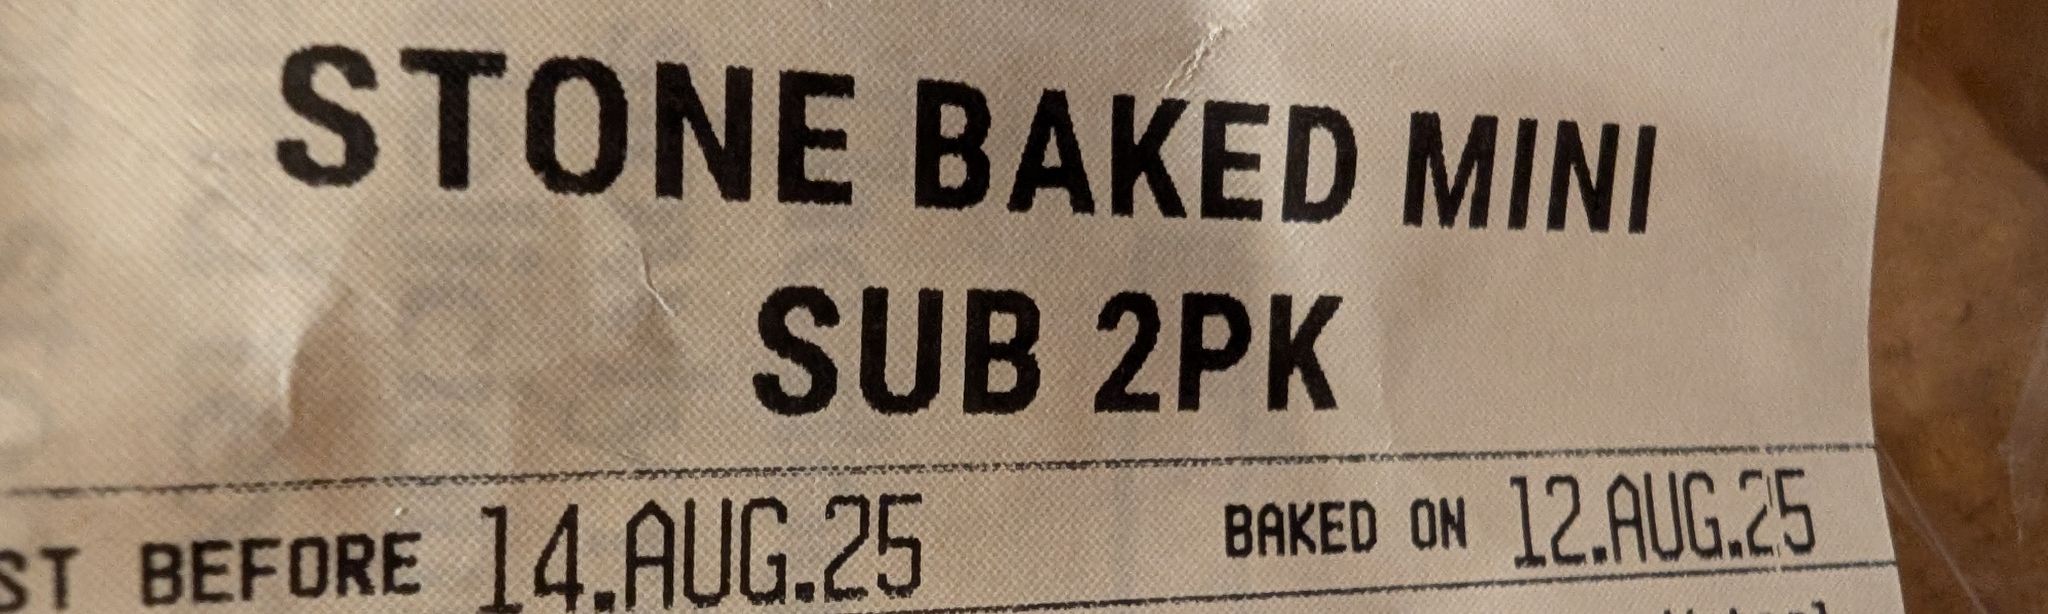 STONE BAKED MINI
SUB 2PK
ST BEFORE 14.AUG.25 BAKED ON 12.AUG.25